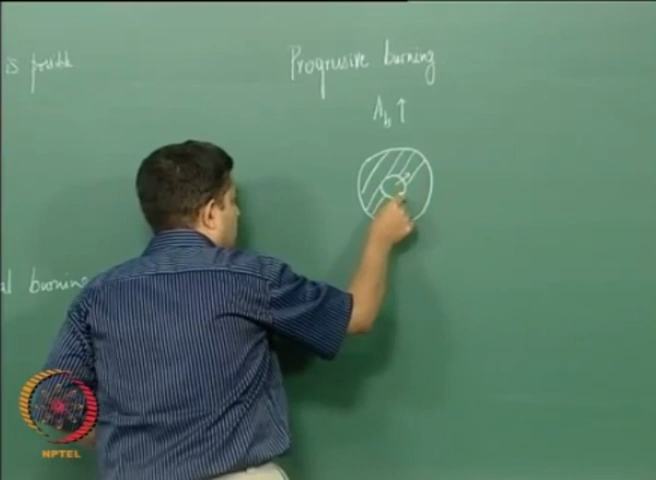 is possible
Progressive burning
A_b ↑
al burning
NPTEL